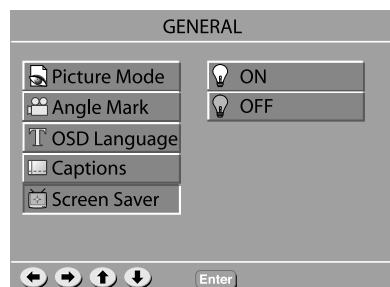 GENERAL
Picture Mode
Angle Mark
OSD Language
Captions
Screen Saver
ON
OFF
Enter